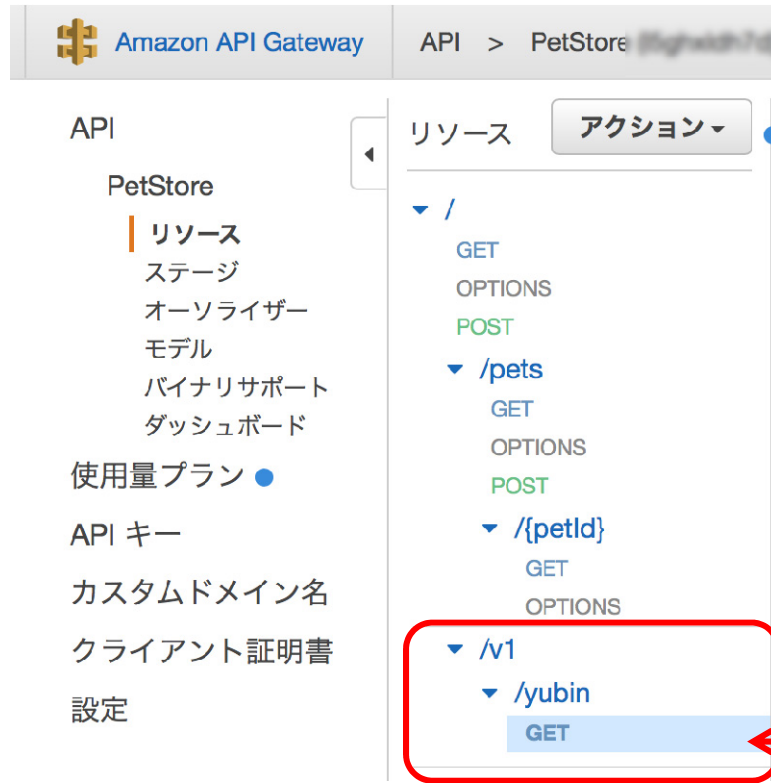 Amazon API Gateway
API > PetStore
API
PetStore
リソース
ステージ
オーソライザー
モデル
バイナリサポート
ダッシュボード
使用量プラン
API キー
カスタムドメイン名
クライアント証明書
設定
リソース
アクション
/
GET
OPTIONS
POST
/pets
GET
OPTIONS
POST
/{petId}
GET
OPTIONS
/v1
/yubin
GET